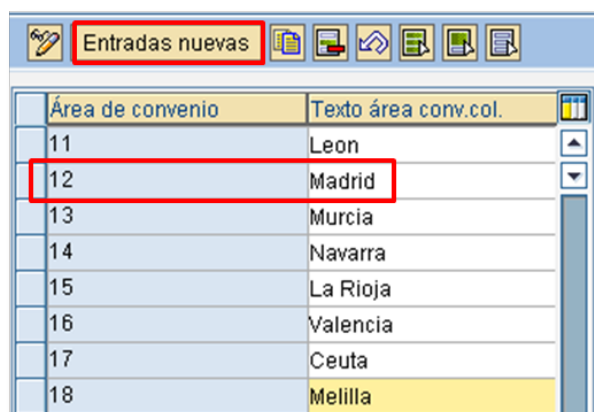 Entradas nuevas
Área de convenio Texto área conv.col.
11 Leon
12 Madrid
13 Murcia
14 Navarra
15 La Rioja
16 Valencia
17 Ceuta
18 Melilla